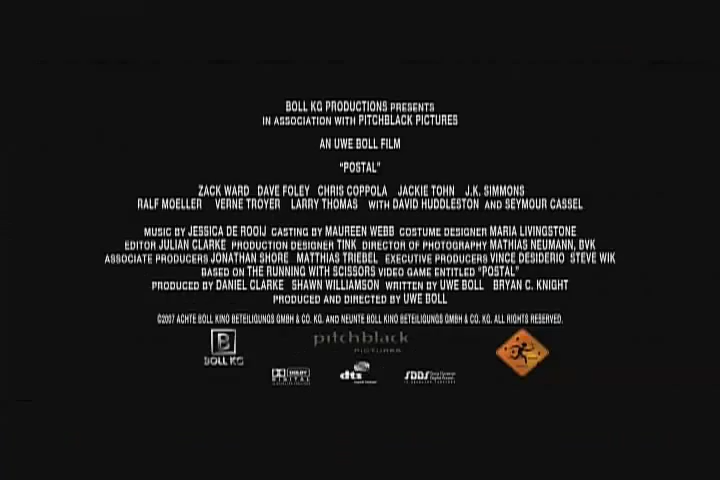 BOLL KG PRODUCTIONS PRESENTS
IN ASSOCIATION WITH PITCHBLACK PICTURES
AN UWE BOLL FILM
"POSTAL"
ZACK WARD DAVE FOLEY CHRIS COPPOLA JACKIE TOHN J.K. SIMMONS
RALF MOELLER VERNE TROYER LARRY THOMAS WITH DAVID HUDDLESTON AND SEYMOUR CASSEL
MUSIC BY JESSICA DE ROOIJ CASTING BY MAUREEN WEBB COSTUME DESIGNER MARIA LIVINGSTONE
EDITOR JULIAN CLARKE PRODUCTION DESIGNER TINK DIRECTOR OF PHOTOGRAPHY MATHIAS NEUMANN, BVK
ASSOCIATE PRODUCERS JONATHAN SHORE MATTHIAS TRIEBEL EXECUTIVE PRODUCERS VINCE DESIDERIO STEVE WIK
BASED ON THE RUNNING WITH SCISSORS VIDEO GAME ENTITLED "POSTAL"
PRODUCED BY DANIEL CLARKE SHAWN WILLIAMSON WRITTEN BY UWE BOLL BRYAN C. KNIGHT
PRODUCED AND DIRECTED BY UWE BOLL
©2007 ACHTE BOLL KINO BETEILIGUNGS GMBH & CO. KG. AND NEUNTE BOLL KINO BETEILIGUNGS GMBH & CO. KG. ALL RIGHTS RESERVED.
B
BOLL KG
pitchblack
PICTURES
DOLBY
DIGITAL
dts
SDDS